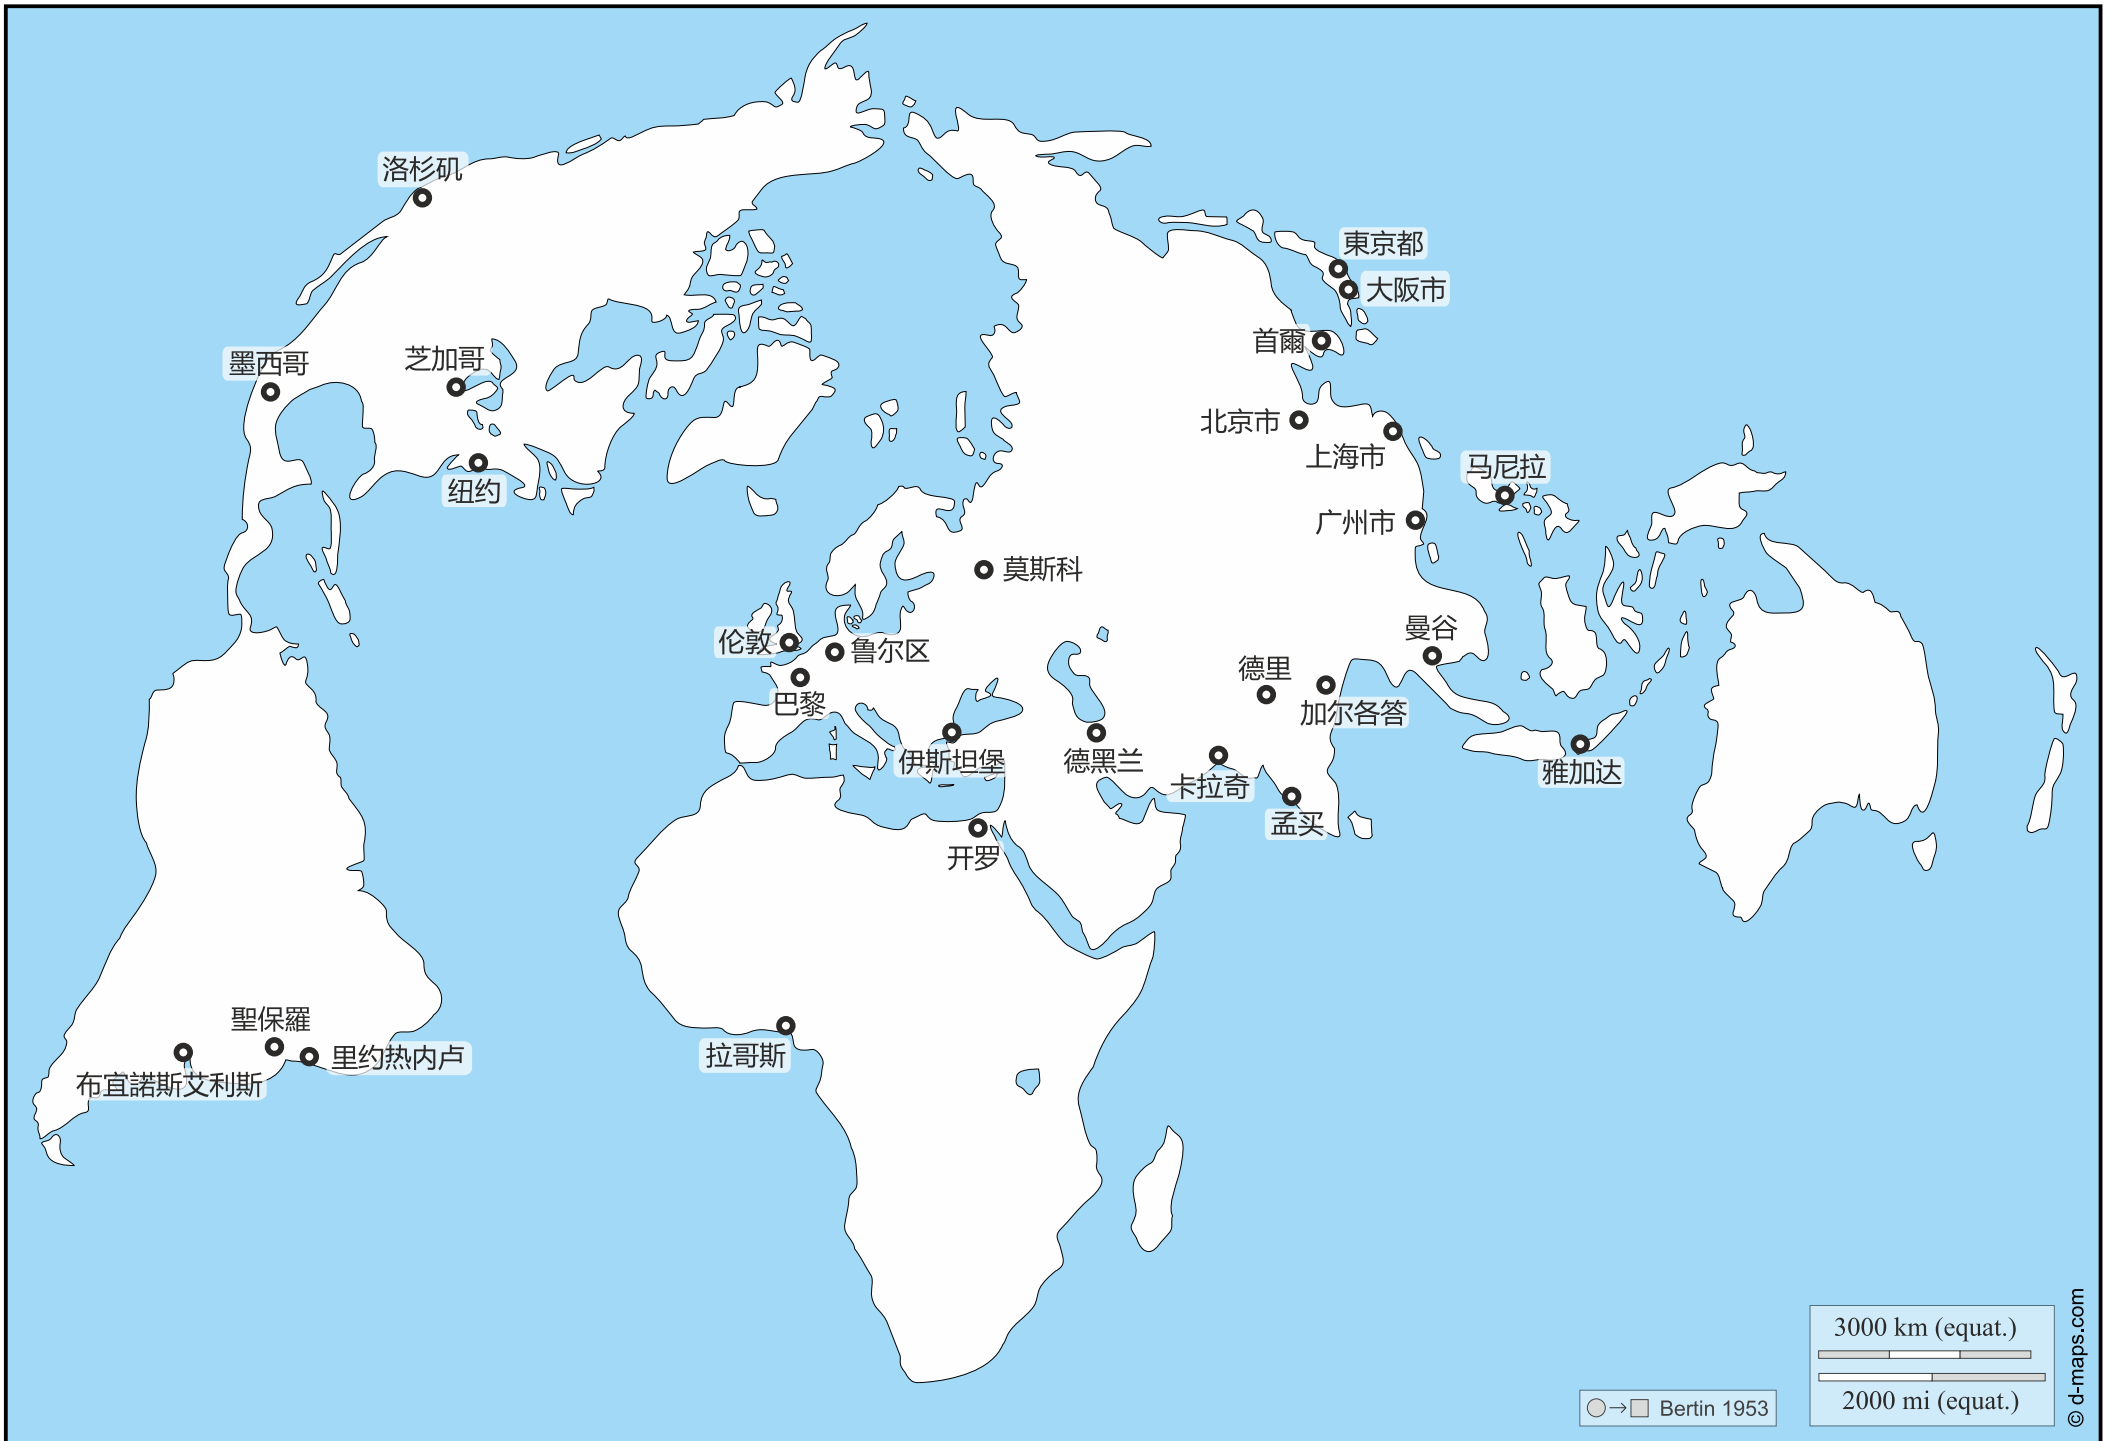 洛杉矶
東京都
大阪市
首爾
墨西哥
芝加哥
北京市
上海市
马尼拉
纽约
广州市
莫斯科
曼谷
伦敦
鲁尔区
德里
巴黎
加尔各答
伊斯坦堡
德黑兰
卡拉奇
雅加达
孟买
开罗
聖保羅
里约热内卢
拉哥斯
布宜諾斯艾利斯
3000 km (equat.)
2000 mi (equat.)
Bertin 1953
© d-maps.com